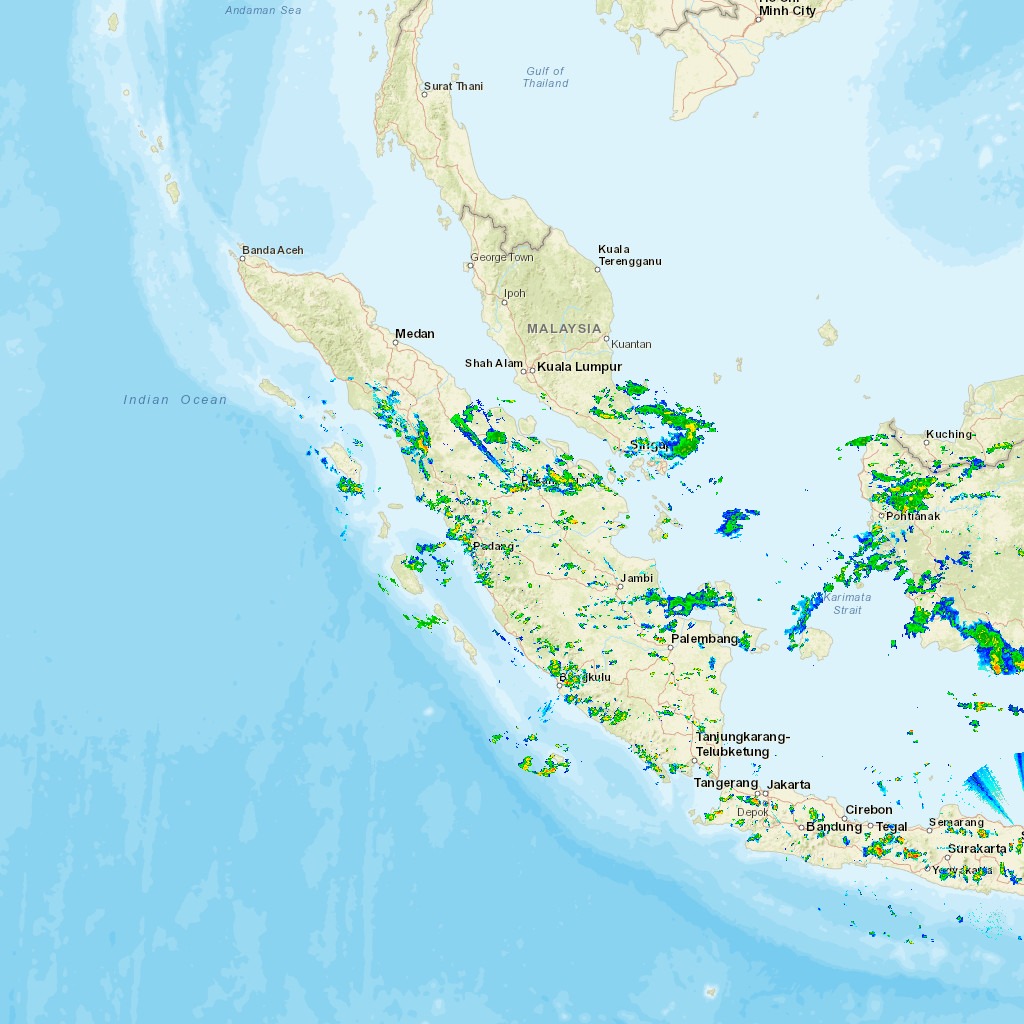 Andaman Sea
Minh City
Gulf of
Thailand
Surat Thani
Banda Aceh
George Town
Kuala
Terengganu
Ipoh
MALAYSIA
Medan
Kuantan
Shah Alam
Kuala Lumpur
Indian Ocean
Kuching
Pontianak
Padang
Jambi
Karimata
Strait
Palembang
Tanjungkarang-
Telubketung
Tangerang
Jakarta
Depok
Cirebon
Bandung
Tegal
Semarang
Surakarta